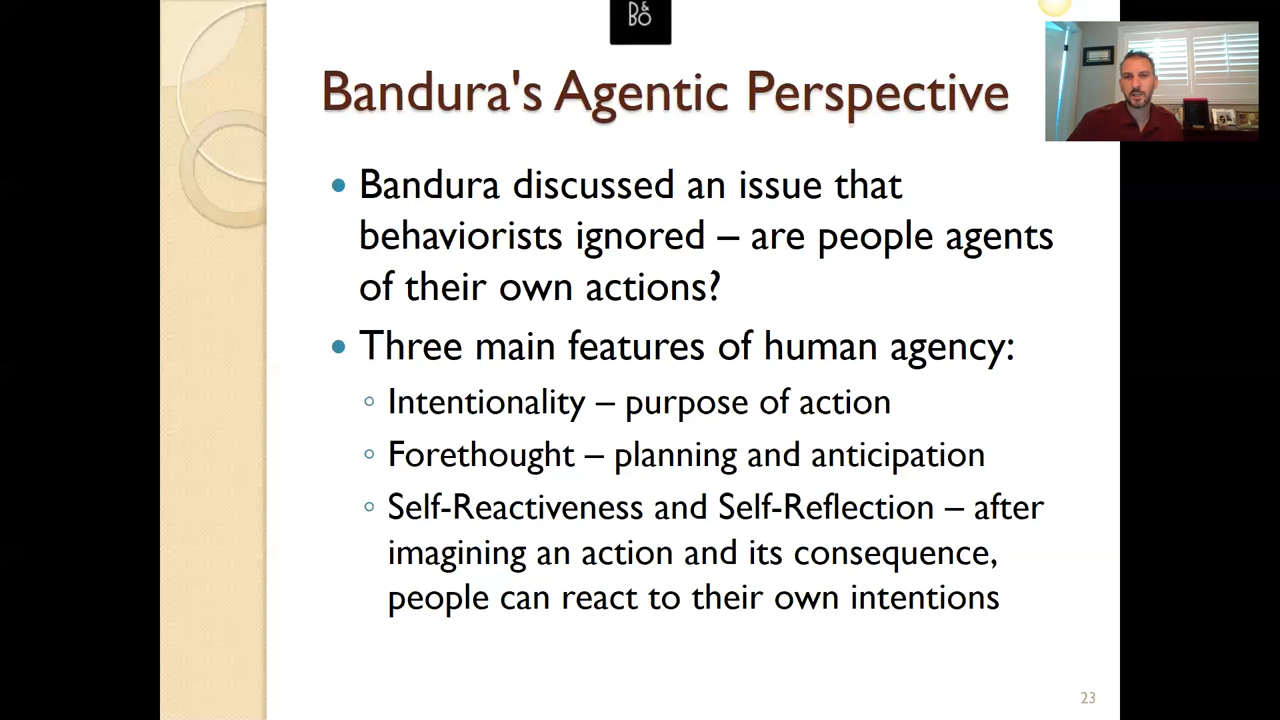 B&
BO
Bandura's Agentic Perspective
• Bandura discussed an issue that
behaviorists ignored – are people agents
of their own actions?
• Three main features of human agency:
◦ Intentionality – purpose of action
◦ Forethought – planning and anticipation
◦ Self-Reactiveness and Self-Reflection – after
imagining an action and its consequence,
people can react to their own intentions
23